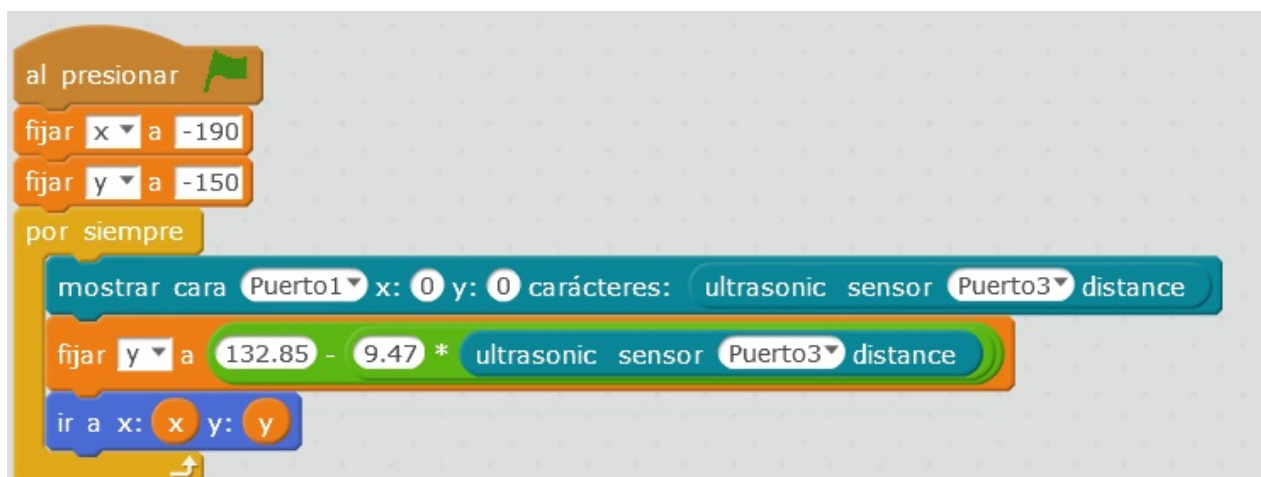 al presionar
fijar x a -190
fijar y a -150
por siempre
mostrar cara Puerto1 x: 0 y: 0 carácteres: ultrasonic sensor Puerto3 distance
fijar y a 132.85 - 9.47 * ultrasonic sensor Puerto3 distance
ir a x: x y: y